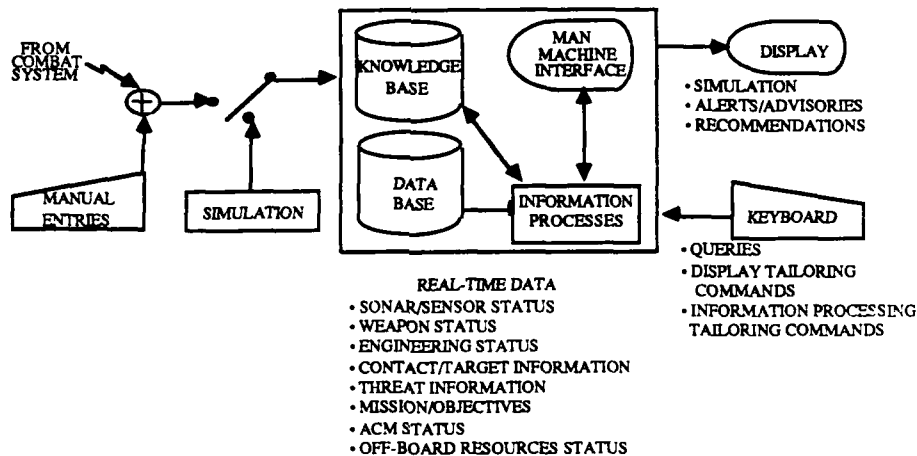 FROM
COMBAT
SYSTEM
MANUAL
ENTRIES
SIMULATION
KNOWLEDGE
BASE
DATA
BASE
MAN
MACHINE
INTERFACE
INFORMATION
PROCESSES
DISPLAY
• SIMULATION
• ALERTS/ADVISORIES
• RECOMMENDATIONS
KEYBOARD
• QUERIES
• DISPLAY TAILORING
COMMANDS
• INFORMATION PROCESSING
TAILORING COMMANDS
REAL-TIME DATA
• SONAR/SENSOR STATUS
• WEAPON STATUS
• ENGINEERING STATUS
• CONTACT/TARGET INFORMATION
• THREAT INFORMATION
• MISSION/OBJECTIVES
• ACM STATUS
• OFF-BOARD RESOURCES STATUS